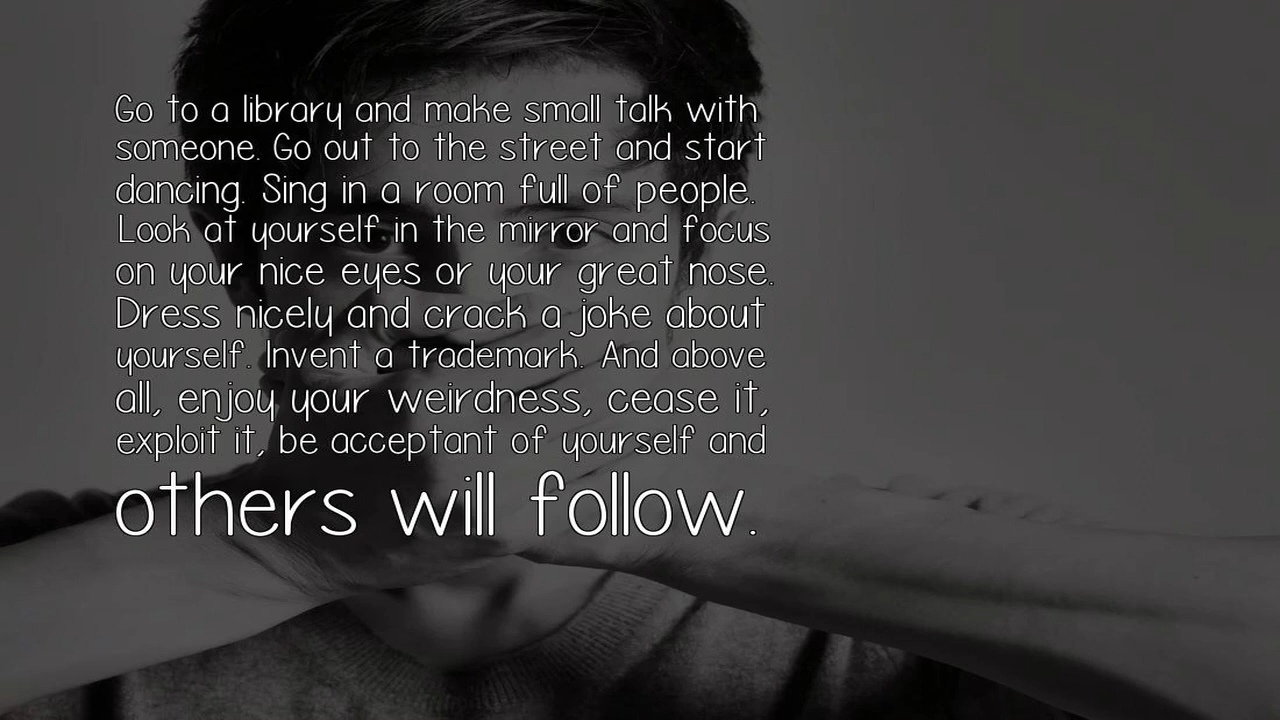 Go to a library and make small talk with
someone. Go out to the street and start
dancing. Sing in a room full of people.
Look at yourself in the mirror and focus
on your nice eyes or your great nose.
Dress nicely and crack a joke about
yourself. Invent a trademark. And above
all, enjoy your weirdness, cease it,
exploit it, be acceptant of yourself and
others will follow.